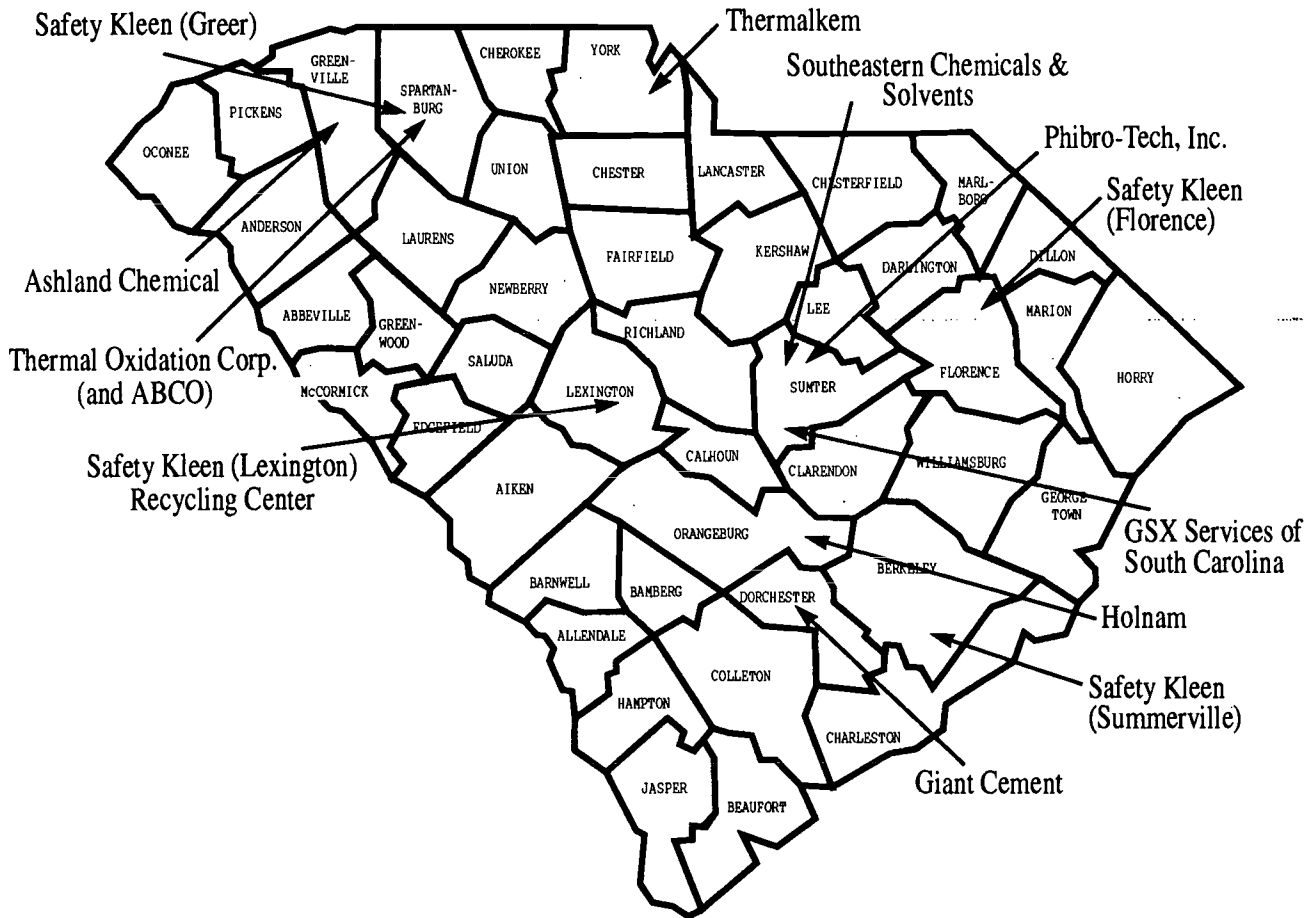 Safety Kleen (Greer)
Thermalkem
Southeastern Chemicals &
Solvents
Phibro-Tech, Inc.
Safety Kleen
(Florence)
Ashland Chemical
Thermal Oxidation Corp.
(and ABCO)
Safety Kleen (Lexington)
Recycling Center
GSX Services of
South Carolina
Holnam
Safety Kleen
(Summerville)
Giant Cement
OCONEE
PICKENS
GREEN-
VILLE
SPARTAN-
BURG
CHEROKEE
YORK
UNION
CHESTER
LANCASTER
CHESTERFIELD
MARL-
BORO
ANDERSON
LAURENS
FAIRFIELD
KERSHAW
DARLINGTON
DILLON
NEWBERRY
LEE
MARION
ABBEVILLE
GREEN-
WOOD
RICHLAND
SALUDA
SUMTER
FLORENCE
HORRY
McCORMICK
LEXINGTON
EDGEFIELD
CALHOUN
CLARENDON
WILLIAMSBURG
AIKEN
GEORGE
TOWN
ORANGEBURG
BERKELEY
BARNWELL
BAMBERG
DORCHESTER
ALLENDALE
COLLETON
HAMPTON
CHARLESTON
JASPER
BEAUFORT